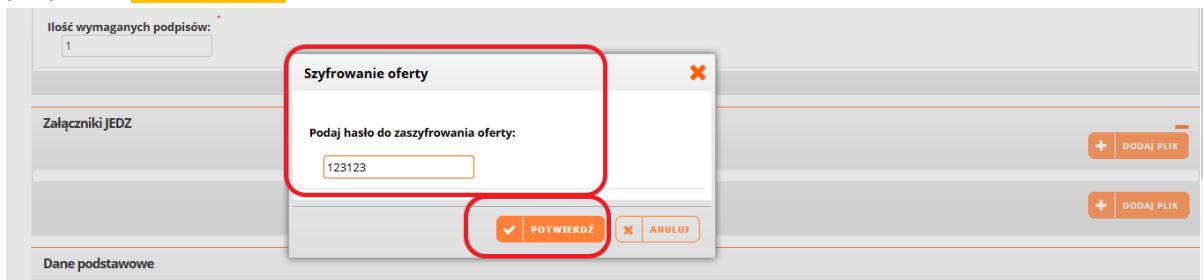 Ilość wymaganych podpisów: *
1
Szyfrowanie oferty
Załączniki JEDZ
Podaj hasło do zaszyfrowania oferty:
DODAJ PLIK
123123
DODAJ PLIK
POTWIERDŹ
ANULUJ
Dane podstawowe